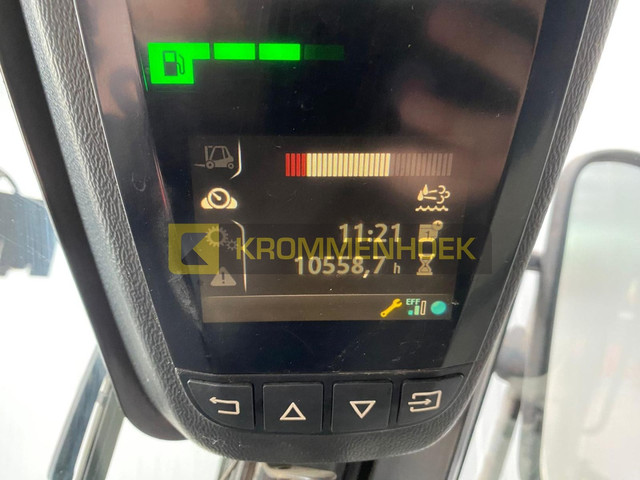 11:21
KROMMENHOEK
10558,7 h
EFF